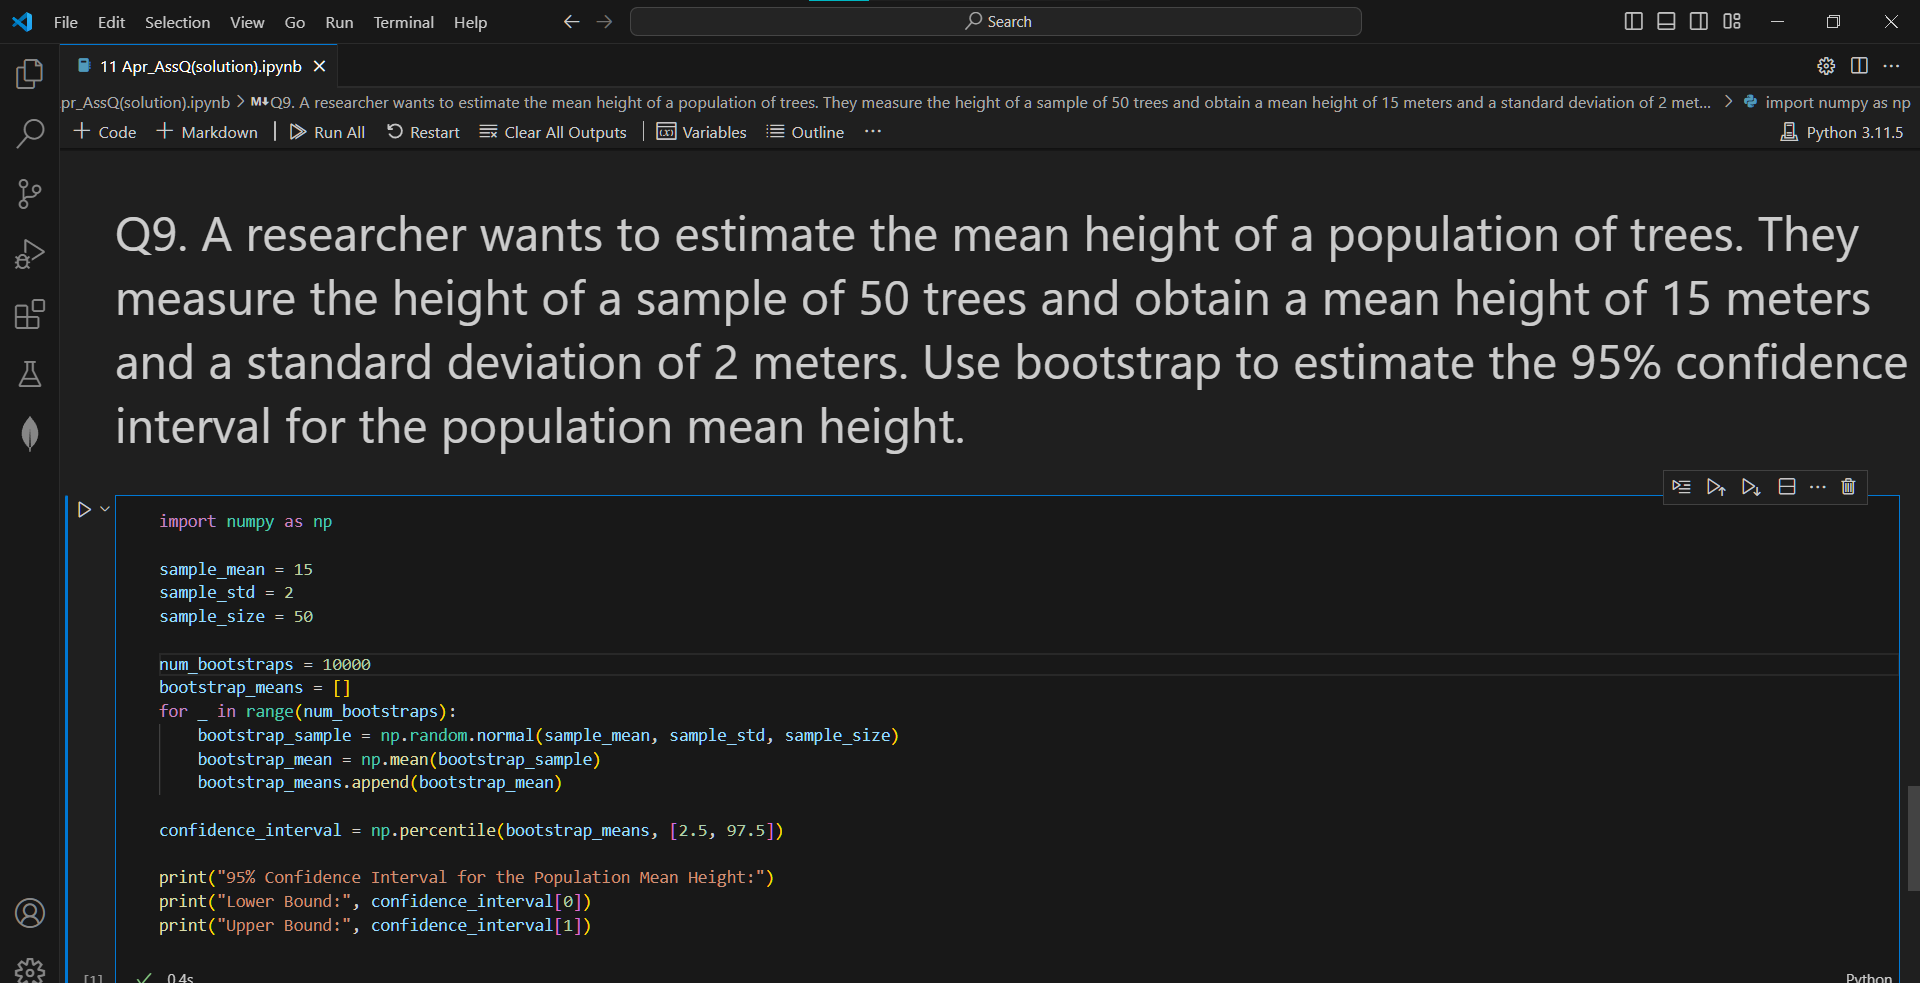 File Edit Selection View Go Run Terminal Help Search
11 Apr_AssQ(solution).ipynb
pr_AssQ(solution).ipynb > M↓Q9. A researcher wants to estimate the mean height of a population of trees. They measure the height of a sample of 50 trees and obtain a mean height of 15 meters and a standard deviation of 2 met... > import numpy as np
+ Code + Markdown | Run All Restart Clear All Outputs | Variables Outline ··· Python 3.11.5
Q9. A researcher wants to estimate the mean height of a population of trees. They
measure the height of a sample of 50 trees and obtain a mean height of 15 meters
and a standard deviation of 2 meters. Use bootstrap to estimate the 95% confidence
interval for the population mean height.
import numpy as np
sample_mean = 15
sample_std = 2
sample_size = 50
num_bootstraps = 10000
bootstrap_means = []
for _ in range(num_bootstraps):
    bootstrap_sample = np.random.normal(sample_mean, sample_std, sample_size)
    bootstrap_mean = np.mean(bootstrap_sample)
    bootstrap_means.append(bootstrap_mean)
confidence_interval = np.percentile(bootstrap_means, [2.5, 97.5])
print("95% Confidence Interval for the Population Mean Height:")
print("Lower Bound:", confidence_interval[0])
print("Upper Bound:", confidence_interval[1])
[1] ✓ 0.4s Python